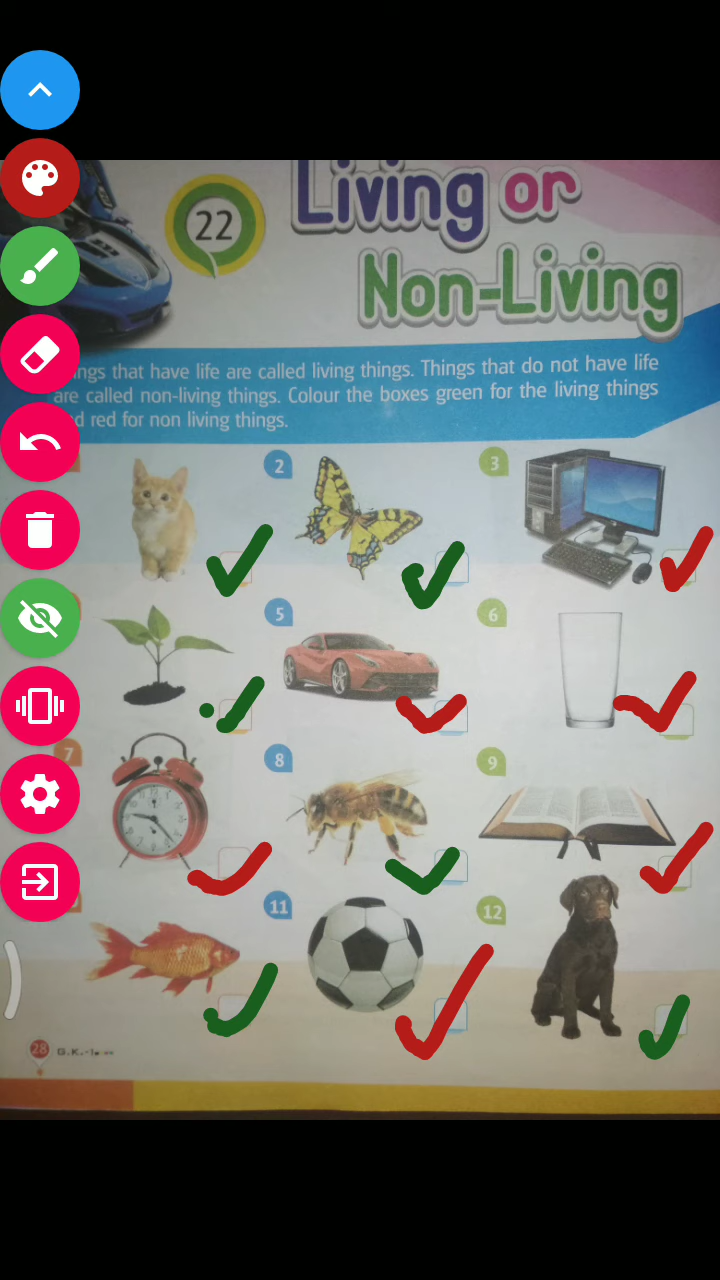 22
Living or
Non-Living
that have life are called living things. Things that do not have life
are called non-living things. Colour the boxes green for the living things
red for non living things.
2
3
5
6
7
8
9
11
12
28 G.K.-1